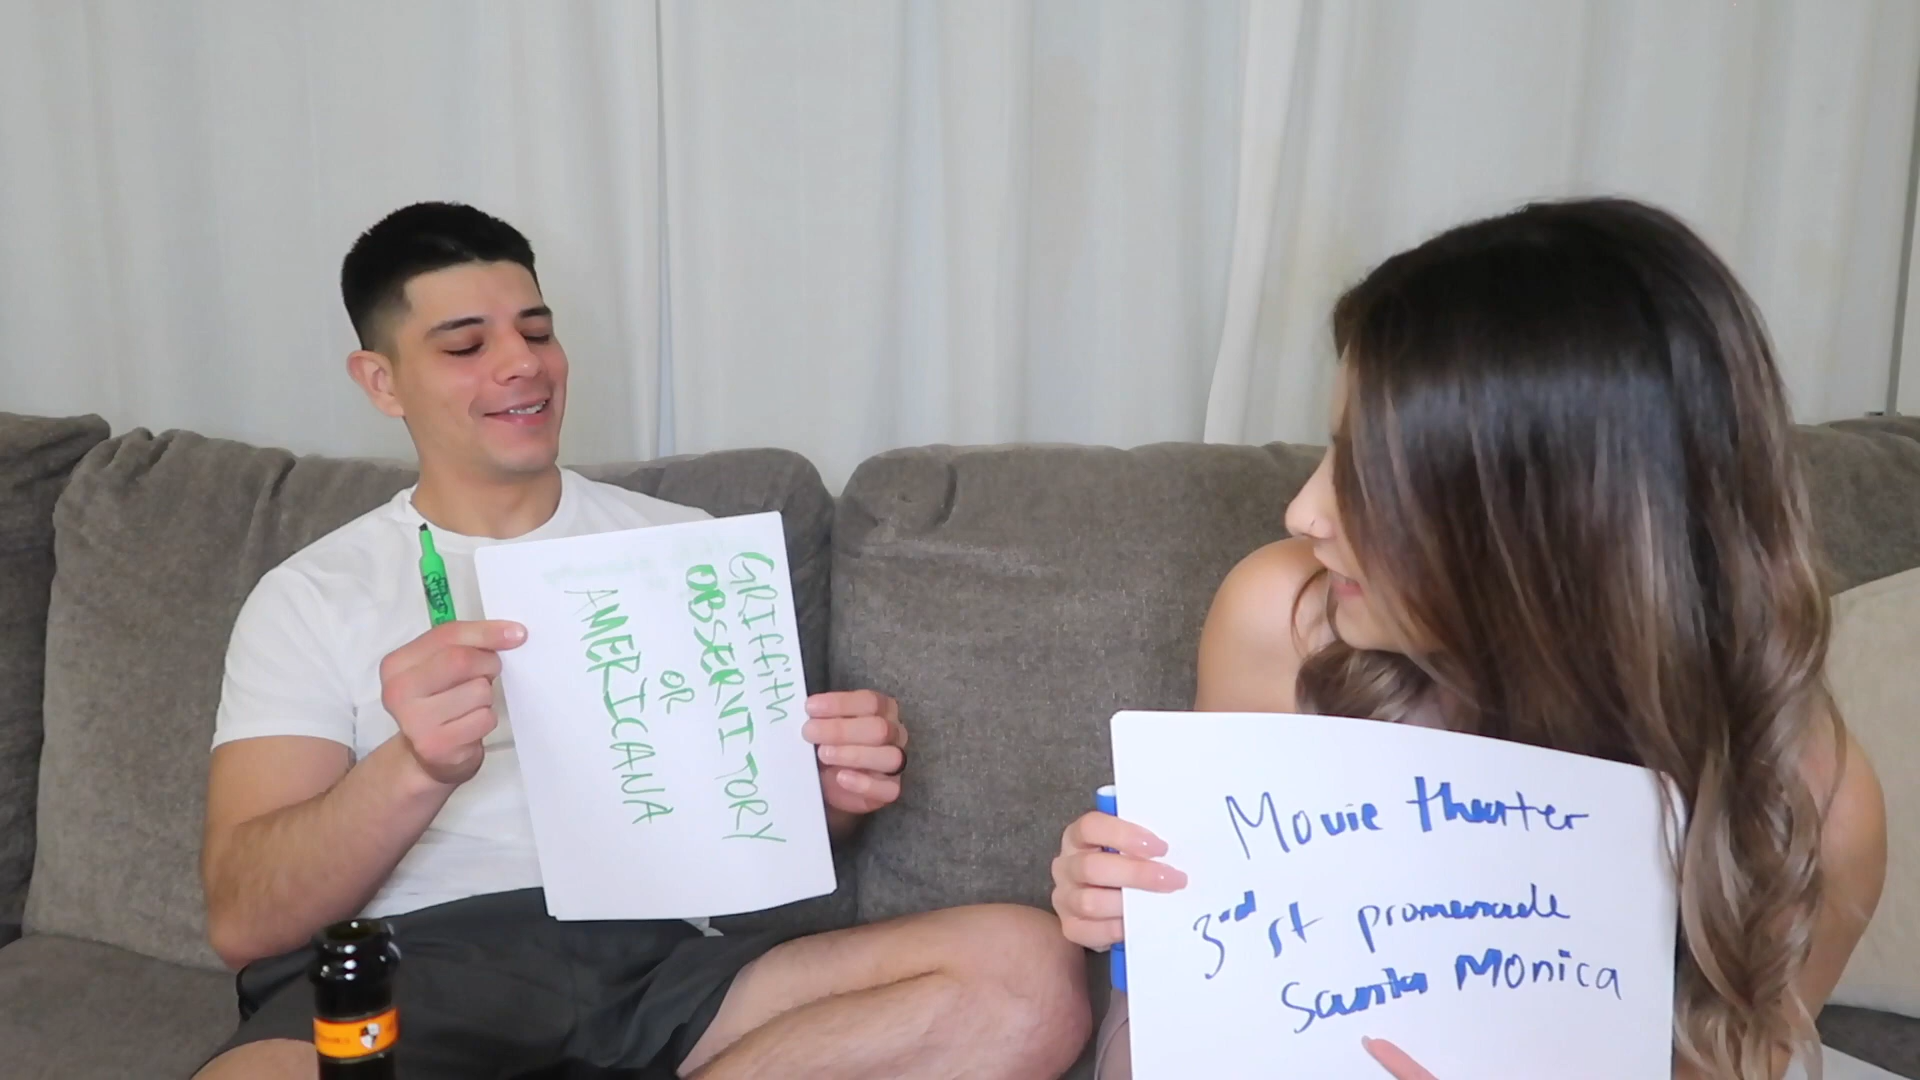 GRIFFITH
OBSERVITORY
OR
AMERICANA
Movie theater
3rd st promenade
Santa Monica